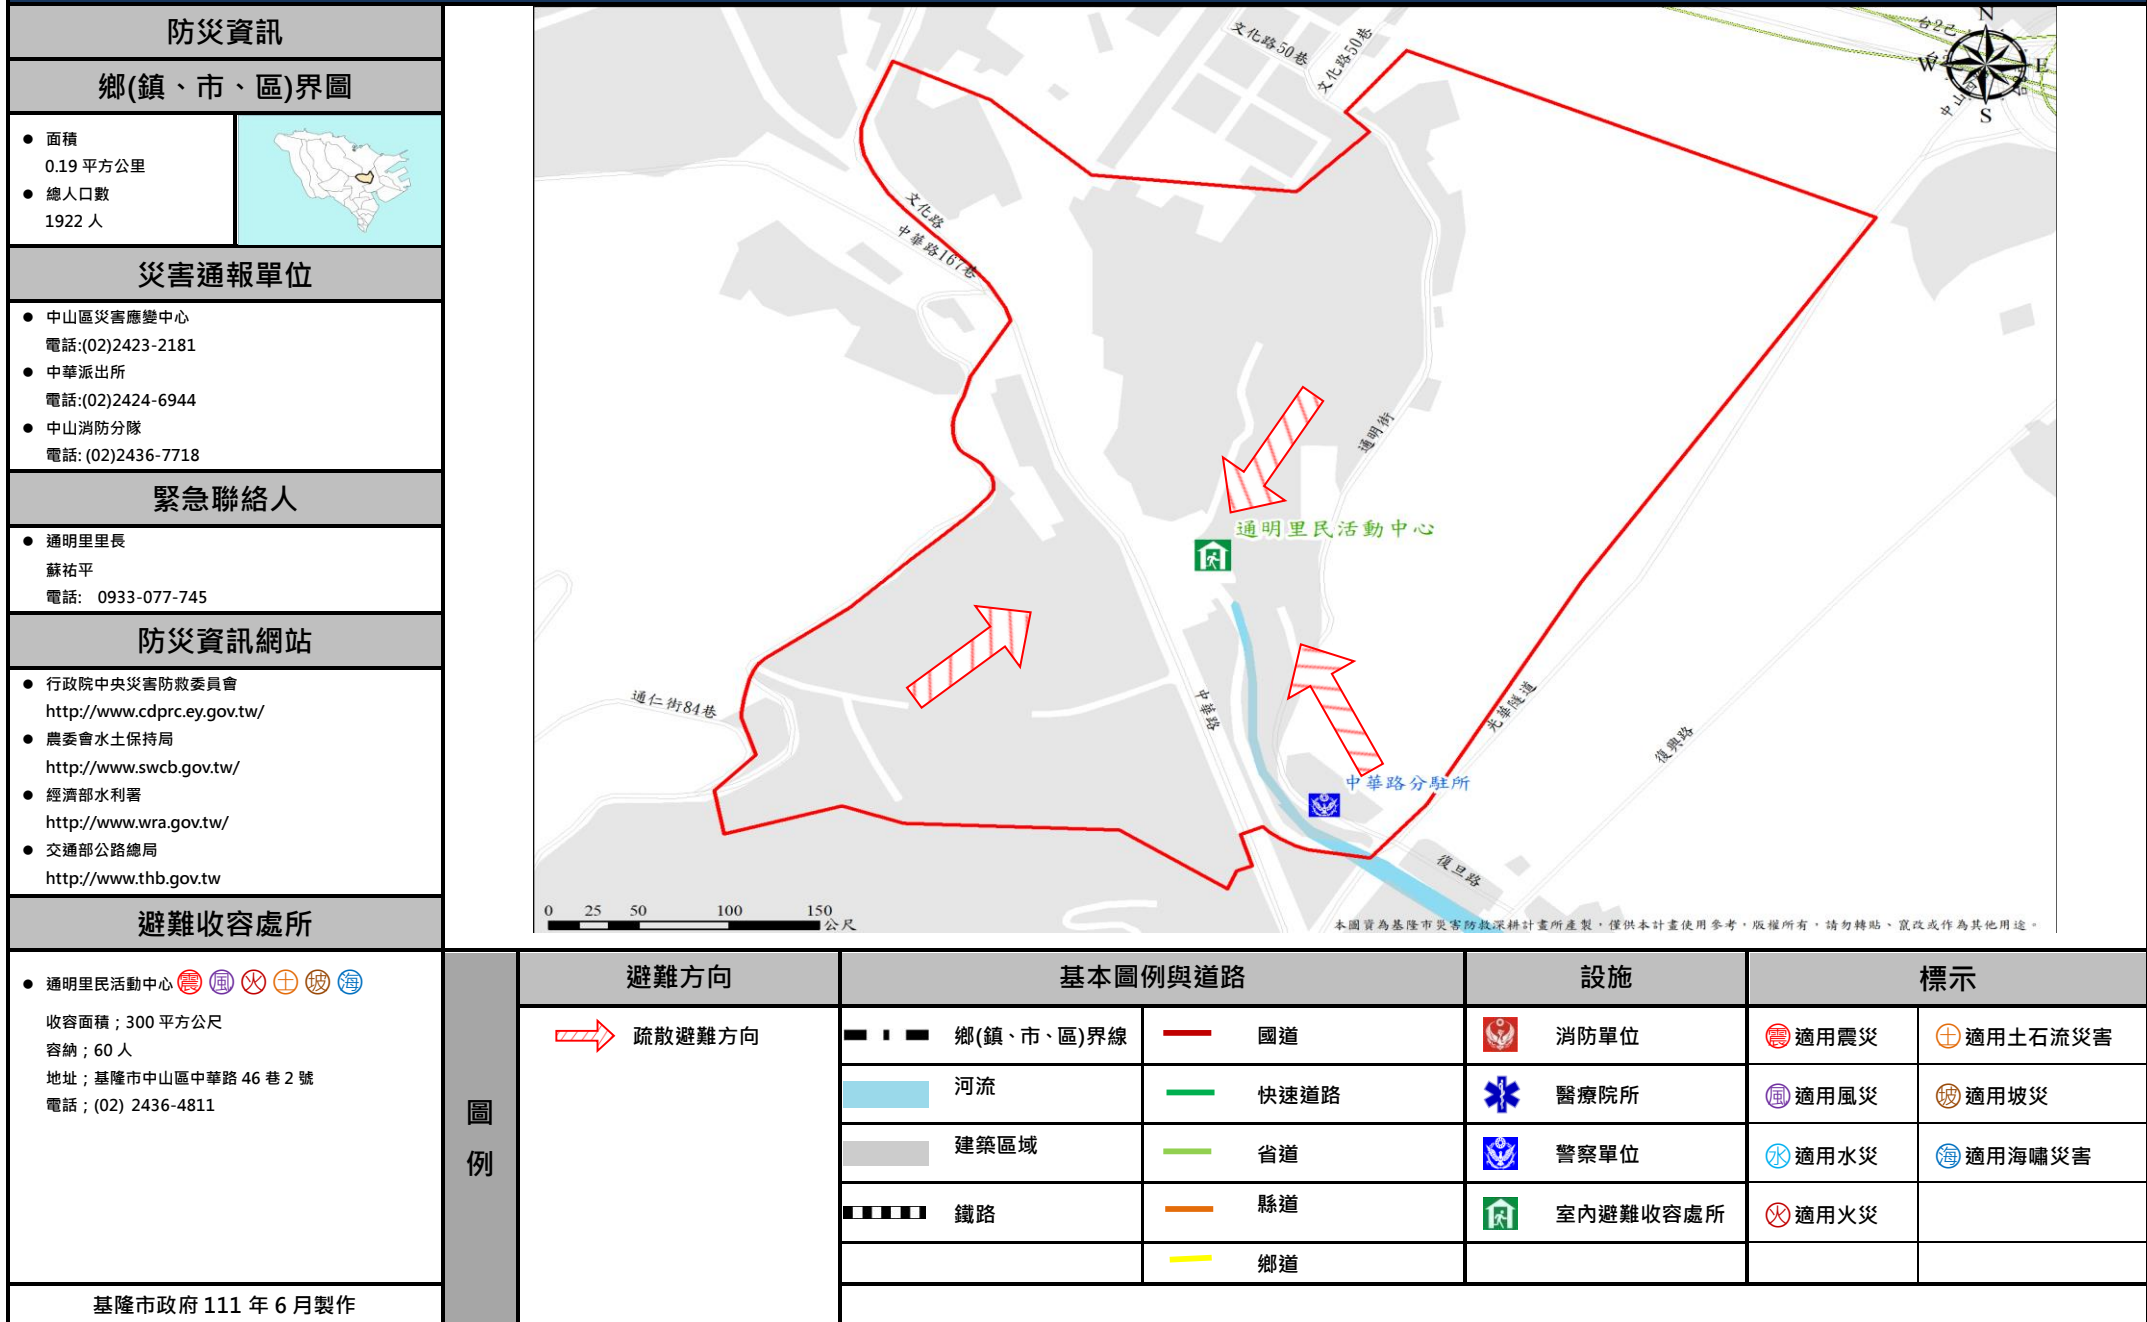 防災資訊
鄉(鎮、市、區)界圖
● 面積
0.19 平方公里
● 總人口數
1922 人
災害通報單位
● 中山區災害應變中心
電話:(02)2423-2181
● 中華派出所
電話:(02)2424-6944
● 中山消防分隊
電話: (02)2436-7718
緊急聯絡人
● 通明里里長
蘇祐平
電話: 0933-077-745
防災資訊網站
● 行政院中央災害防救委員會
http://www.cdprc.ey.gov.tw/
● 農委會水土保持局
http://www.swcb.gov.tw/
● 經濟部水利署
http://www.wra.gov.tw/
● 交通部公路總局
http://www.thb.gov.tw
避難收容處所
● 通明里民活動中心 震 風 火 土 坡 海
收容面積；300 平方公尺
容納；60 人
地址；基隆市中山區中華路 46 巷 2 號
電話；(02) 2436-4811
基隆市政府 111 年 6 月製作
文化路50巷
文化路50巷
台2己
N
W
E
S
文化路
中華路167巷
通明街
通明里民活動中心
通仁街84巷
中華路
光華隧道
復興路
中華路分駐所
復旦路
0 25 50 100 150
公尺
本圖資為基隆市災害防救深耕計畫所產製，僅供本計畫使用參考，版權所有，請勿轉貼、竄改或作為其他用途。
圖例
避難方向
疏散避難方向
基本圖例與道路
鄉(鎮、市、區)界線
國道
河流
快速道路
建築區域
省道
鐵路
縣道
鄉道
設施
消防單位
醫療院所
警察單位
室內避難收容處所
標示
震 適用震災
土 適用土石流災害
風 適用風災
坡 適用坡災
水 適用水災
海 適用海嘯災害
火 適用火災